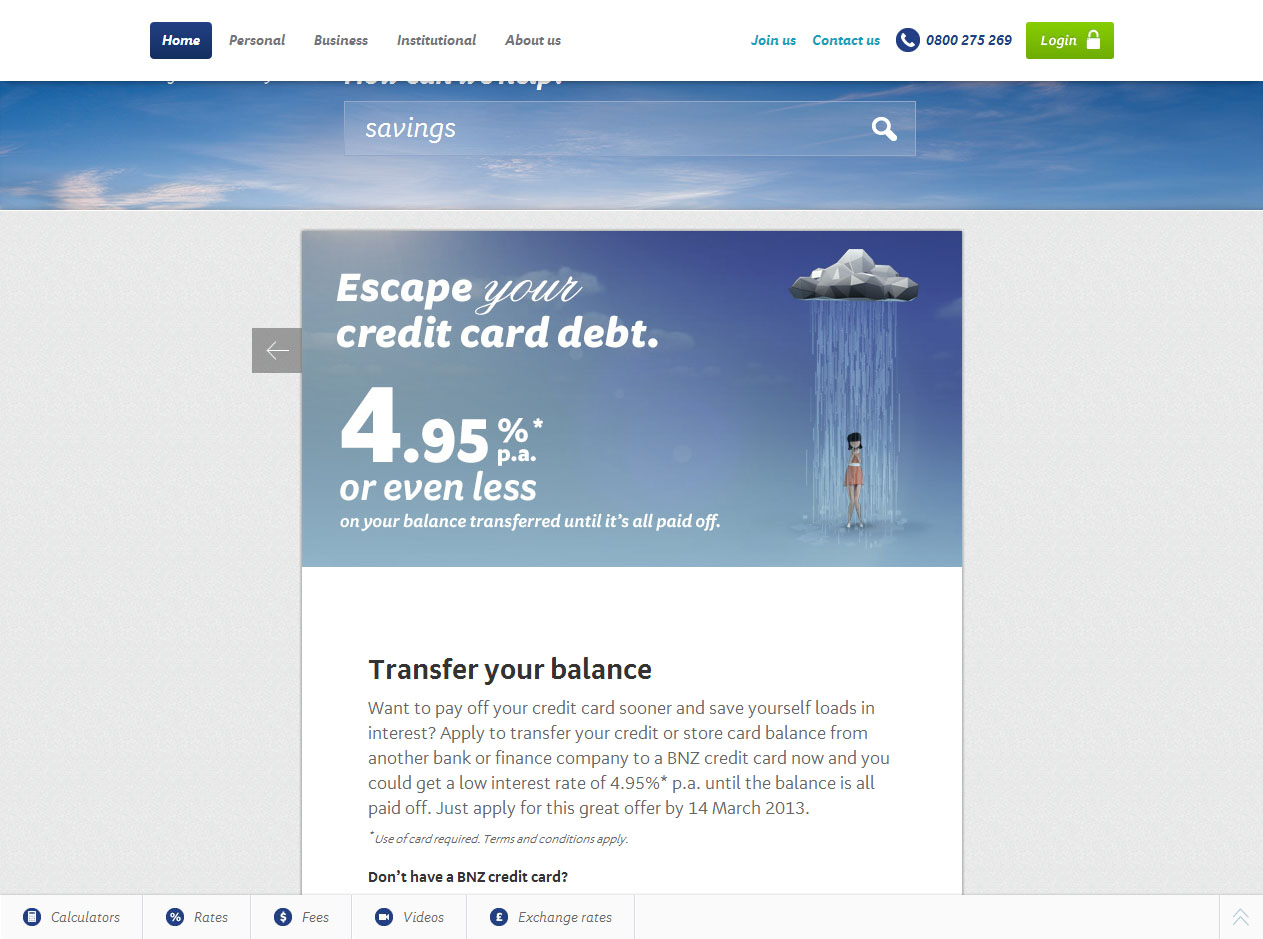 Home Personal Business Institutional About us Join us Contact us 0800 275 269 Login
How can we help?
savings
Escape your
credit card debt.
4.95%* p.a.
or even less
on your balance transferred until it's all paid off.
Transfer your balance
Want to pay off your credit card sooner and save yourself loads in
interest? Apply to transfer your credit or store card balance from
another bank or finance company to a BNZ credit card now and you
could get a low interest rate of 4.95%* p.a. until the balance is all
paid off. Just apply for this great offer by 14 March 2013.
*Use of card required. Terms and conditions apply.
Don't have a BNZ credit card?
Calculators Rates Fees Videos Exchange rates